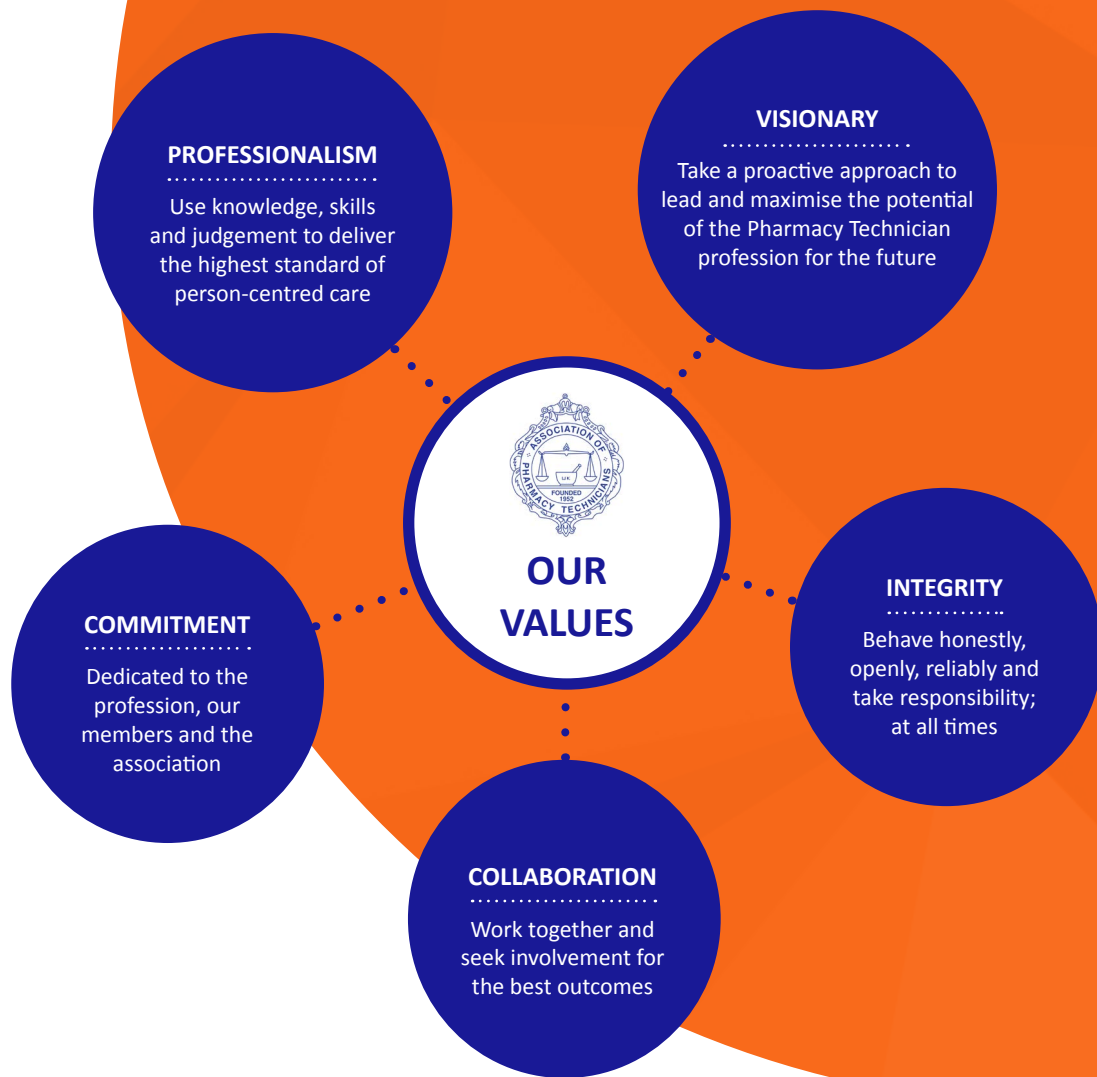 PROFESSIONALISM
Use knowledge, skills
and judgement to deliver
the highest standard of
person-centred care
VISIONARY
Take a proactive approach to
lead and maximise the potential
of the Pharmacy Technician
profession for the future
ASSOCIATION OF
PHARMACY TECHNICIANS
U.K
FOUNDED
1952
OUR
VALUES
INTEGRITY
Behave honestly,
openly, reliably and
take responsibility;
at all times
COMMITMENT
Dedicated to the
profession, our
members and the
association
COLLABORATION
Work together and
seek involvement for
the best outcomes